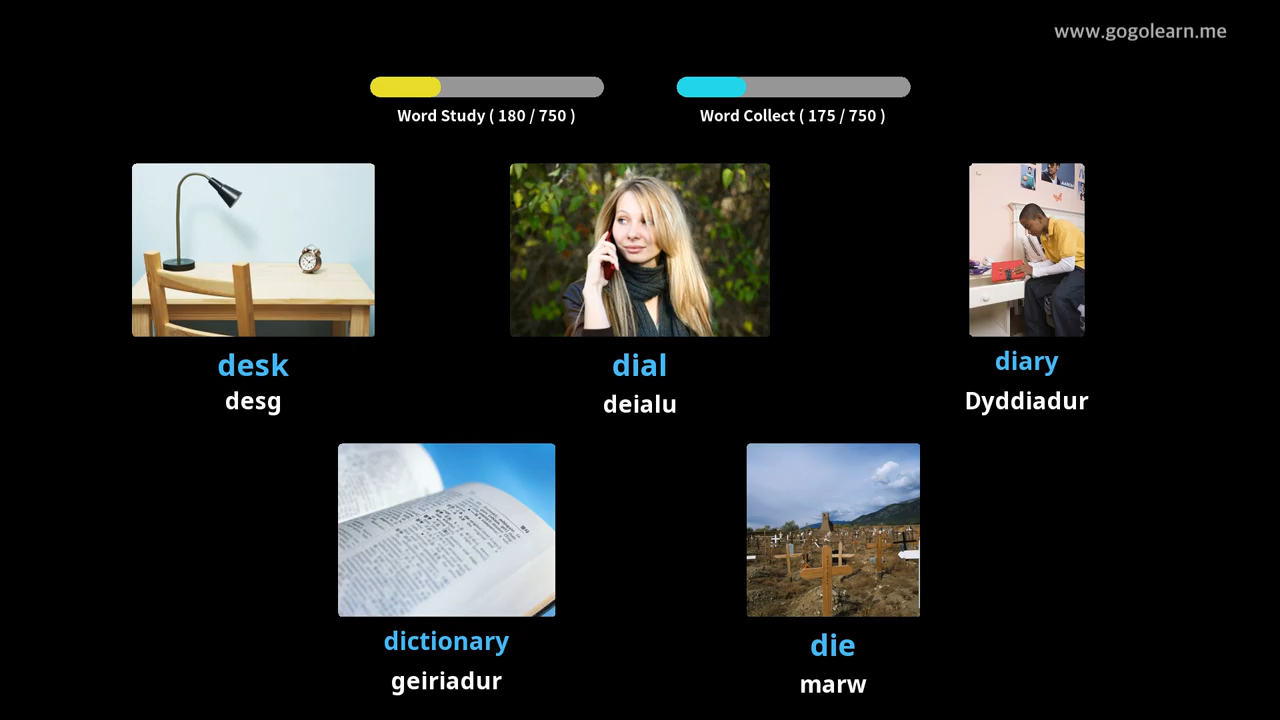 www.gogolearn.me
Word Study ( 180 / 750 )
Word Collect ( 175 / 750 )
desk
desg
dial
deialu
diary
Dyddiadur
dictionary
geiriadur
die
marw